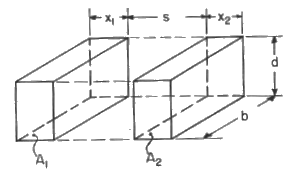 x₁ s x₂
d
b
A₁ A₂